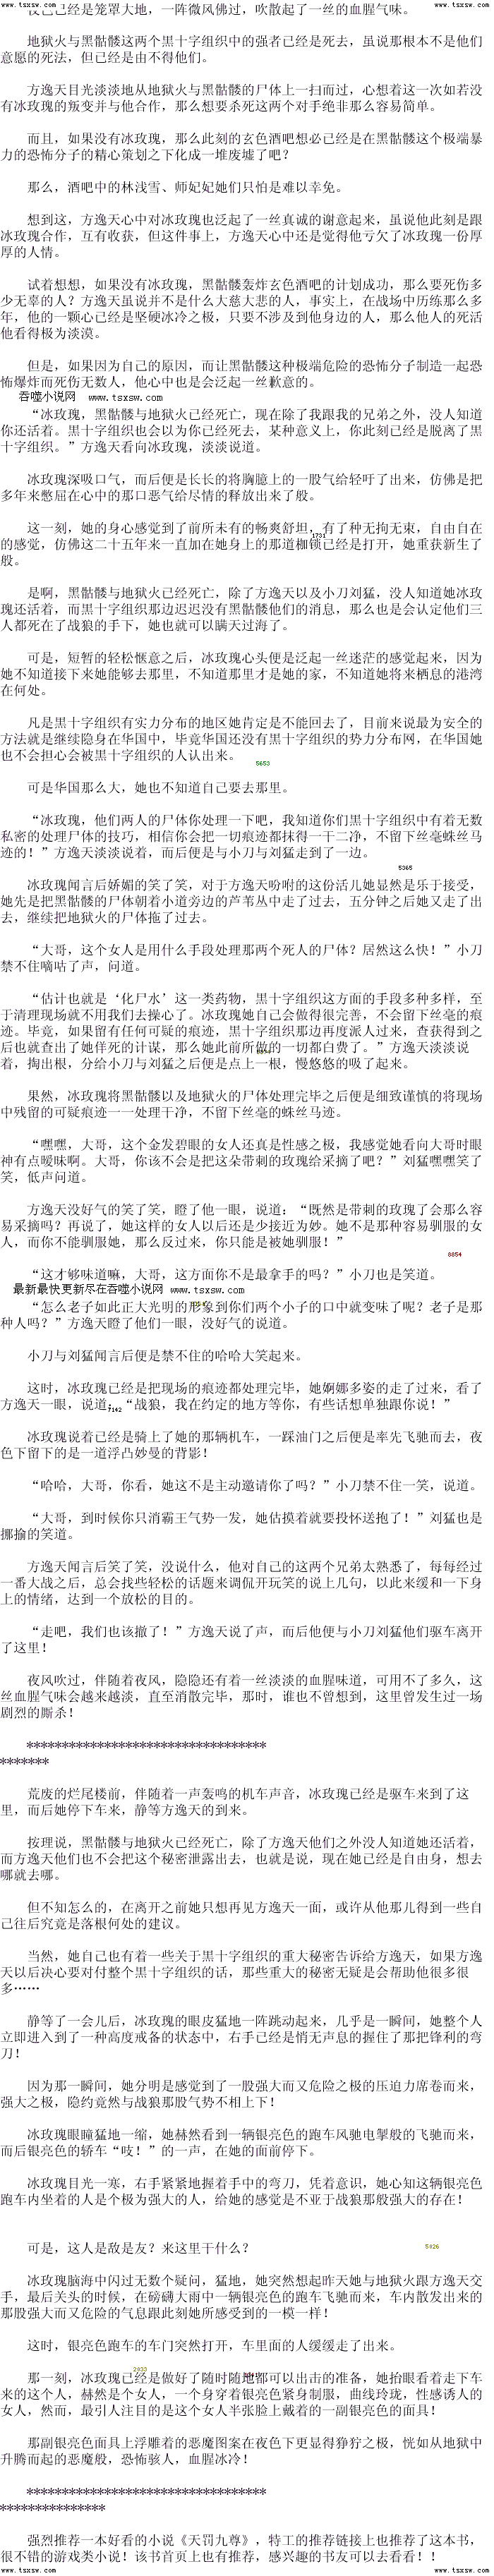 www.tsxsw.com www.tsxsw.com
夜色已经是笼罩大地，一阵微风佛过，吹散起了一丝的血腥气味。
地狱火与黑骷髅这两个黑十字组织中的强者已经是死去，虽说那根本不是他们
意愿的死法，但已经是由不得他们。
方逸天目光淡淡地从地狱火与黑骷髅的尸体上一扫而过，心想着这一次如若没
有冰玫瑰的叛变并与他合作，那么想要杀死这两个对手绝非那么容易简单。
而且，如果没有冰玫瑰，那么此刻的玄色酒吧想必已经是在黑骷髅这个极端暴
力的恐怖分子的精心策划之下化成一堆废墟了吧？
那么，酒吧中的林浅雪、师妃妃她们只怕是难以幸免。
想到这，方逸天心中对冰玫瑰也泛起了一丝真诚的谢意起来，虽说他此刻是跟
冰玫瑰合作，互有收获，但这件事上，方逸天心中还是觉得他亏欠了冰玫瑰一份厚
厚的人情。
试着想想，如果没有冰玫瑰，黑骷髅轰炸玄色酒吧的计划成功，那么要死伤多
少无辜的人？方逸天虽说并不是什么大慈大悲的人，事实上，在战场中历练那么多
年，他的一颗心已经是坚硬冰冷之极，只要不涉及到他身边的人，那么他人的死活
他看得极为淡漠。
但是，如果因为自己的原因，而让黑骷髅这种极端危险的恐怖分子制造一起恐
怖爆炸而死伤无数人，他心中也是会泛起一丝歉意的。
吞噬小说网 www.tsxsw.com
“冰玫瑰，黑骷髅与地狱火已经死亡，现在除了我跟我的兄弟之外，没人知道
你还活着。黑十字组织也会以为你已经死去，某种意义上，你此刻已经是脱离了黑
十字组织。”方逸天看向冰玫瑰，淡淡说道。
冰玫瑰深吸口气，而后便是长长的将胸臆上的一股气给轻吁了出来，仿佛是把
多年来憋屈在心中的那口恶气给尽情的释放出来了般。
这一刻，她的身心感觉到了前所未有的畅爽舒坦，有了种无拘无束，自由自在
1731
的感觉，仿佛这二十五年来一直加在她身上的那道枷锁已经是打开，她重获新生了
般。
是啊，黑骷髅与地狱火已经死亡，除了方逸天以及小刀刘猛，没人知道她冰玫
瑰还活着，而黑十字组织那边迟迟没有黑骷髅他们的消息，那么也是会认定他们三
人都死在了战狼的手下，她也就可以瞒天过海了。
可是，短暂的轻松惬意之后，冰玫瑰心头便是泛起一丝迷茫的感觉起来，因为
她不知道接下来她能够去那里，不知道那里才是她的家，不知道她将来栖息的港湾
在何处。
凡是黑十字组织有实力分布的地区她肯定是不能回去了，目前来说最为安全的
方法就是继续隐身在华国中，毕竟华国还没有黑十字组织的势力分布网，在华国她
也不会担心会被黑十字组织的人认出来。
5653
可是华国那么大，她也不知道自己要去那里。
“冰玫瑰，他们两人的尸体你处理一下吧，我知道你们黑十字组织中有着无数
私密的处理尸体的技巧，相信你会把一切痕迹都抹得一干二净，不留下丝毫蛛丝马
迹的！”方逸天淡淡说着，而后便是与小刀与刘猛走到了一边。
5365
冰玫瑰闻言后娇媚的笑了笑，对于方逸天吩咐的这份活儿她显然是乐于接受，
她先是把黑骷髅的尸体朝着小道旁边的芦苇丛中走了过去，五分钟之后她又走了出
去，继续把地狱火的尸体拖了过去。
“大哥，这个女人是用什么手段处理那两个死人的尸体？居然这么快！”小刀
禁不住嘀咕了声，问道。
“估计也就是‘化尸水’这一类药物，黑十字组织这方面的手段多种多样，至
于清理现场就不用我们去操心了。冰玫瑰她自己会做得很完善，不会留下丝毫的痕
迹。毕竟，如果留有任何可疑的痕迹，黑十字组织那边再度派人过来，查获得到之
后也就查出了她佯死的计谋，那么她此前所做的一切都白费了。”方逸天淡淡说
着，掏出根，分给小刀与刘猛之后便是点上一根，慢悠悠的吸了起来。
果然，冰玫瑰将黑骷髅以及地狱火的尸体处理完毕之后便是细致谨慎的将现场
中残留的可疑痕迹一一处理干净，不留下丝毫的蛛丝马迹。
“嘿嘿，大哥，这个金发碧眼的女人还真是性感之极，我感觉她看向大哥时眼
神有点暧昧啊。大哥，你该不会是把这朵带刺的玫瑰给采摘了吧？”刘猛嘿嘿笑了
笑，低声问道。
方逸天没好气的笑了笑，瞪了他一眼，说道：“既然是带刺的玫瑰了会那么容
易采摘吗？再说了，她这样的女人以后还是少接近为妙。她不是那种容易驯服的女
人，而你不能驯服她，那么反过来，你只能是被她驯服！”
8854
“这才够味道嘛，大哥，这方面你不是最拿手的吗？”小刀也是笑道。
最新最快更新尽在吞噬小说网 www.tsxsw.com
“怎么老子如此正大光明的形象到你们两个小子的口中就变味了呢？老子是那
种人吗？”方逸天瞪了他们一眼，没好气的说道。
小刀与刘猛闻言后便是禁不住的哈哈大笑起来。
这时，冰玫瑰已经是把现场的痕迹都处理完毕，她婀娜多姿的走了过来，看了
方逸天一眼，说道：“战狼，我在约定的地方等你，有些话想单独跟你说！”
冰玫瑰说着已经是骑上了她的那辆机车，一踩油门之后便是率先飞驰而去，夜
色下留下的是一道浮凸妙曼的背影！
“哈哈，大哥，你看，她这不是主动邀请你了吗？”小刀禁不住一笑，说道。
“大哥，到时候你只消霸王气势一发，她估摸着就要投怀送抱了！”刘猛也是
揶揄的笑道。
方逸天闻言后笑了笑，没说什么，他对自己的这两个兄弟太熟悉了，每每经过
一番大战之后，总会找些轻松的话题来调侃开玩笑的说上几句，以此来缓和一下身
上的情绪，达到一个放松的目的。
“走吧，我们也该撤了！”方逸天说了声，而后他便与小刀刘猛他们驱车离开
了这里！
夜风吹过，伴随着夜风，隐隐还有着一丝淡淡的血腥味道，可用不了多久，这
丝血腥气味会越来越淡，直至消散完毕，那时，谁也不曾想到，这里曾发生过一场
剧烈的厮杀！
**********************************
*******
荒废的烂尾楼前，伴随着一声轰鸣的机车声音，冰玫瑰已经是驱车来到了这
里，而后她停下车来，静等方逸天的到来。
按理说，黑骷髅与地狱火已经死亡，除了方逸天他们之外没人知道她还活着，
而方逸天他们也不会把这个秘密泄露出去，也就是说，现在她已经是自由身，想去
哪就去哪。
但不知怎么的，在离开之前她只想再见方逸天一面，或许从他那儿得到一些自
己往后究竟是落根何处的建议。
当然，她自己也有着一些关于黑十字组织的重大秘密告诉给方逸天，如果方逸
天以后决心要对付整个黑十字组织的话，那些重大的秘密无疑是会帮助他很多很
多……
静等了一会儿后，冰玫瑰的眼皮猛地一阵跳动起来，几乎是一瞬间，她整个人
立即进入到了一种高度戒备的状态中，右手已经是悄无声息的握住了那把锋利的弯
刀！
因为那一瞬间，她分明是感觉到了一股强大而又危险之极的压迫力席卷而来，
强大之极，隐约竟然与战狼那股气势不相上下！
冰玫瑰眼瞳猛地一缩，她赫然看到一辆银亮色的跑车风驰电掣般的飞驰而来，
而后银亮色的轿车“吱！”的一声，在她的面前停下。
冰玫瑰目光一寒，右手紧紧地握着手中的弯刀，凭着意识，她心知这辆银亮色
跑车内坐着的人是个极为强大的人，给她的感觉是不亚于战狼那般强大的存在！
可是，这人是敌是友？来这里干什么？
冰玫瑰脑海中闪过无数个疑问，猛地，她突然想起昨天她与地狱火跟方逸天交
手，最后关头的时候，在磅礴大雨中一辆银亮色的跑车飞驰而来，车内散发出来的
那股强大而又危险的气息跟此刻她所感受到的一模一样！
这时，银亮色跑车的车门突然打开，车里面的人缓缓走了出来。
那一刻，冰玫瑰已经是做好了随时随地都可以出击的准备，她抬眼看着走下车
来的这个人，赫然是个女人，一个身穿着银亮色紧身制服，曲线玲珑，性感诱人的
女人，然而，最引人注目的是这个女人半张脸上戴着的一副银亮色的面具！
那副银亮色面具上浮雕着的恶魔图案在夜色下更显得狰狞之极，恍如从地狱中
升腾而起的恶魔般，恐怖骇人，血腥冰冷！
**********************************
***************
强烈推荐一本好看的小说《天罚九尊》，特工的推荐链接上也推荐了这本书，
很不错的游戏类小说！该书首页上也有推荐，感兴趣的书友可以去看看！！
www.tsxsw.com www.tsxsw.com